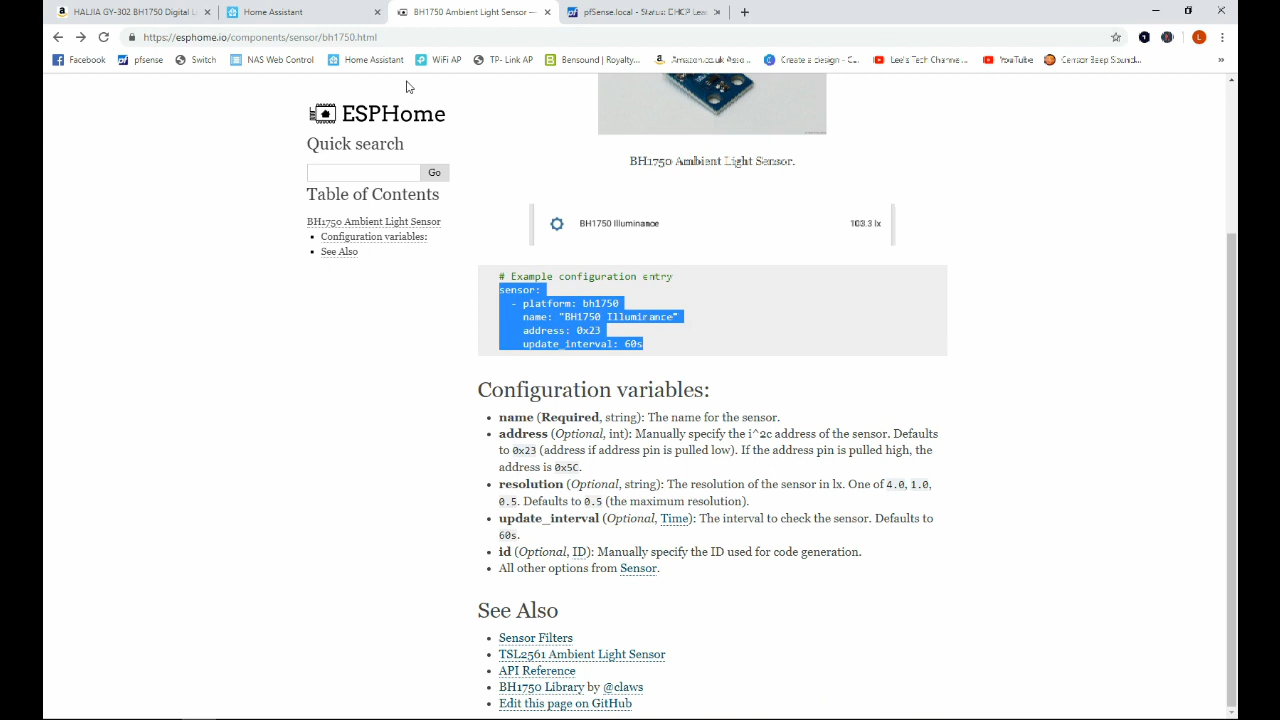 HALJIA GY-302 BH1750 Digital L
Home Assistant
BH1750 Ambient Light Sensor —
pfSense.local - Status: DHCP Lea
https://esphome.io/components/sensor/bh1750.html
L
Facebook
pfsense
Switch
NAS Web Control
Home Assistant
WiFi AP
TP- Link AP
Bensound | Royalty...
Amazon.co.uk Asso...
Create a design - C...
Lee's Tech Channe...
YouTube
Censor Beep Sound...
»
ESPHome
Quick search
Go
Table of Contents
BH1750 Ambient Light Sensor
• Configuration variables:
• See Also
BH1750 Ambient Light Sensor.
BH1750 Illuminance 103.3 lx
# Example configuration entry
sensor:
- platform: bh1750
name: "BH1750 Illuminance"
address: 0x23
update_interval: 60s
Configuration variables:
• name (Required, string): The name for the sensor.
• address (Optional, int): Manually specify the i^2c address of the sensor. Defaults
to 0x23 (address if address pin is pulled low). If the address pin is pulled high, the
address is 0x5C.
• resolution (Optional, string): The resolution of the sensor in lx. One of 4.0, 1.0,
0.5. Defaults to 0.5 (the maximum resolution).
• update_interval (Optional, Time): The interval to check the sensor. Defaults to
60s.
• id (Optional, ID): Manually specify the ID used for code generation.
• All other options from Sensor.
See Also
• Sensor Filters
• TSL2561 Ambient Light Sensor
• API Reference
• BH1750 Library by @claws
• Edit this page on GitHub